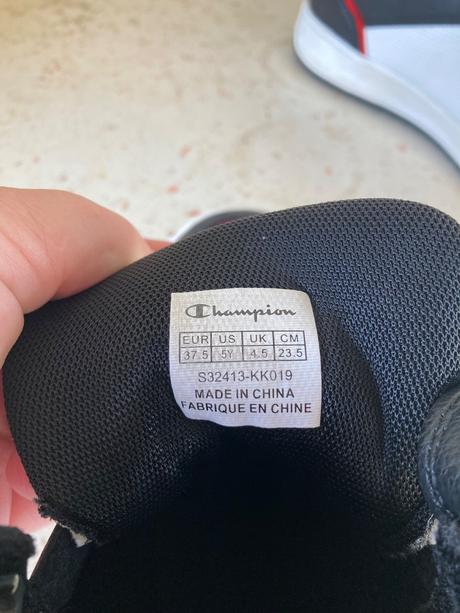 Champion
EUR US UK CM
37.5 5Y 4.5 23.5
S32413-KK019
MADE IN CHINA
FABRIQUE EN CHINE